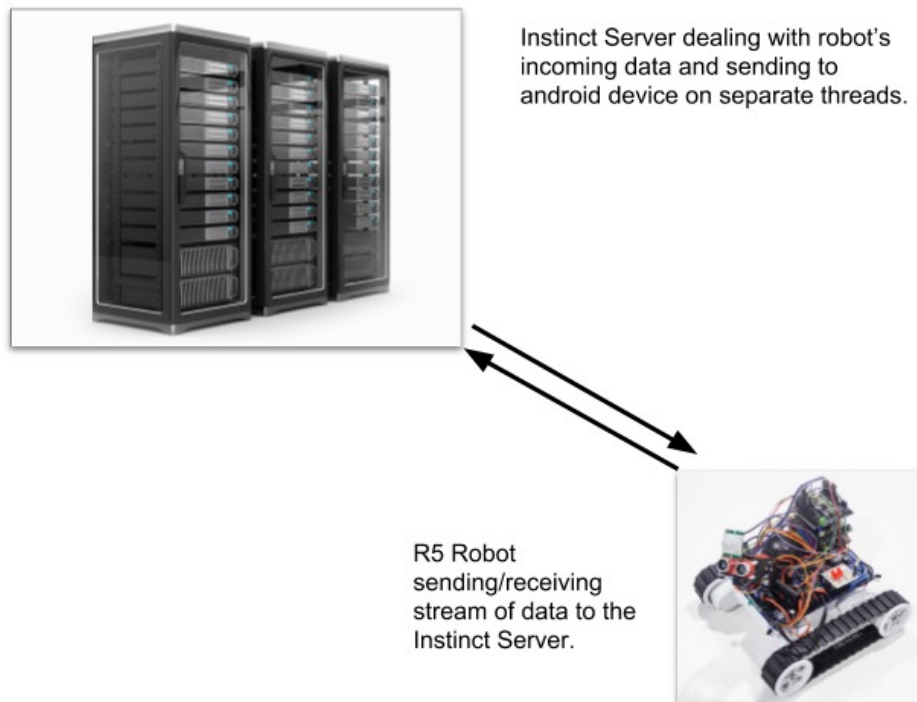 Instinct Server dealing with robot's
incoming data and sending to
android device on separate threads.
R5 Robot
sending/receiving
stream of data to the
Instinct Server.